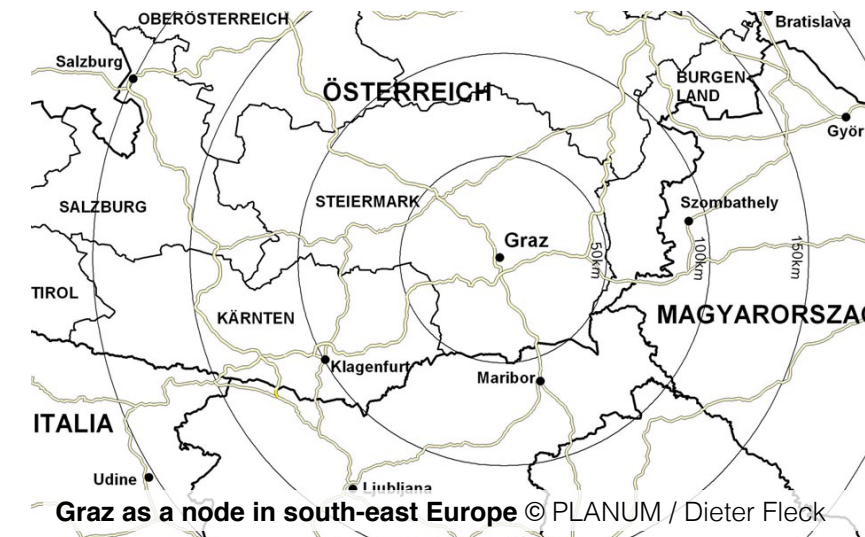 OBERÖSTERREICH
Bratislava
Salzburg
BURGEN-
LAND
ÖSTERREICH
Györ
STEIERMARK
SALZBURG
Szombathely
Graz
50km
100km
150km
TIROL
KÄRNTEN
MAGYARORSZAG
Klagenfurt
Maribor
ITALIA
Udine
Ljubljana
Graz as a node in south-east Europe © PLANUM / Dieter Fleck